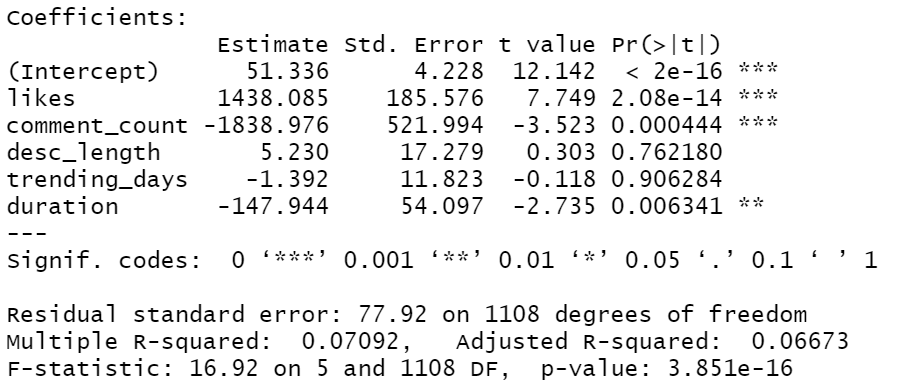 Coefficients:
                Estimate Std. Error t value Pr(>|t|)
(Intercept)       51.336      4.228  12.142  < 2e-16 ***
likes           1438.085    185.576   7.749 2.08e-14 ***
comment_count  -1838.976    521.994  -3.523 0.000444 ***
desc_length        5.230     17.279   0.303 0.762180
trending_days     -1.392     11.823  -0.118 0.906284
duration        -147.944     54.097  -2.735 0.006341 **
---
Signif. codes:  0 ‘***’ 0.001 ‘**’ 0.01 ‘*’ 0.05 ‘.’ 0.1 ‘ ’ 1
Residual standard error: 77.92 on 1108 degrees of freedom
Multiple R-squared:  0.07092,   Adjusted R-squared:  0.06673
F-statistic: 16.92 on 5 and 1108 DF,  p-value: 3.851e-16